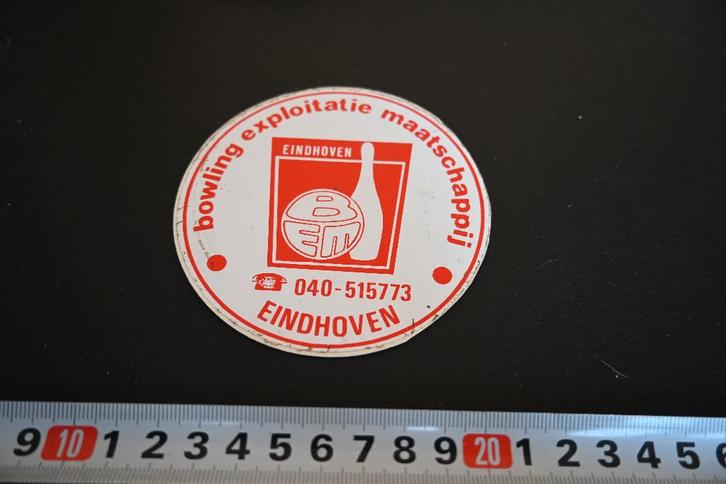 bowling exploitatie maatschappij
EINDHOVEN
B
EM
040-515773
EINDHOVEN
9 10 1 2 3 4 5 6 7 8 9 20 1 2 3 4 5 6